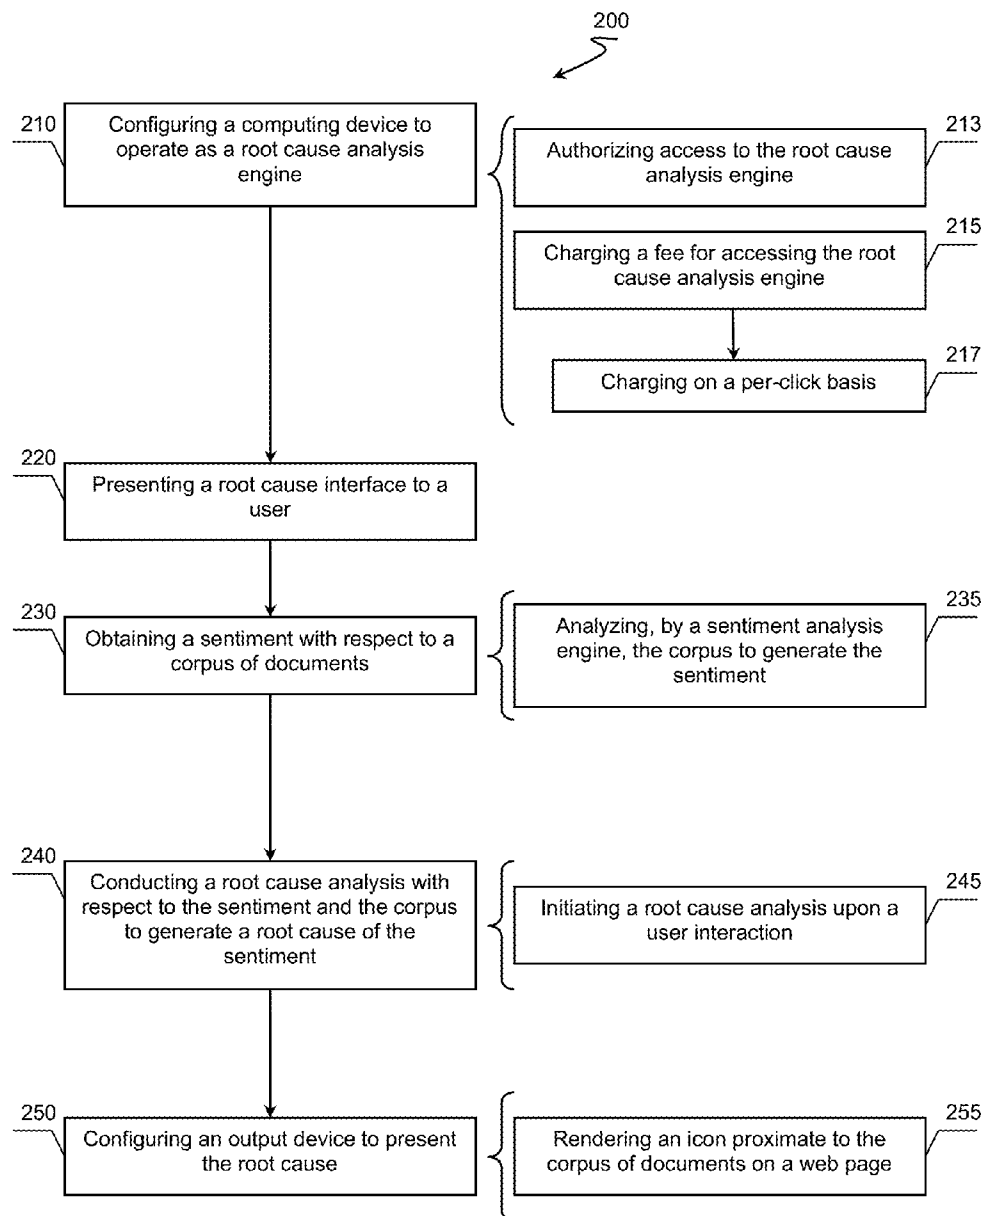 200
210
Configuring a computing device to
operate as a root cause analysis
engine
213
Authorizing access to the root cause
analysis engine
215
Charging a fee for accessing the root
cause analysis engine
217
Charging on a per-click basis
220
Presenting a root cause interface to a
user
230
Obtaining a sentiment with respect to a
corpus of documents
235
Analyzing, by a sentiment analysis
engine, the corpus to generate the
sentiment
240
Conducting a root cause analysis with
respect to the sentiment and the corpus
to generate a root cause of the
sentiment
245
Initiating a root cause analysis upon a
user interaction
250
Configuring an output device to present
the root cause
255
Rendering an icon proximate to the
corpus of documents on a web page